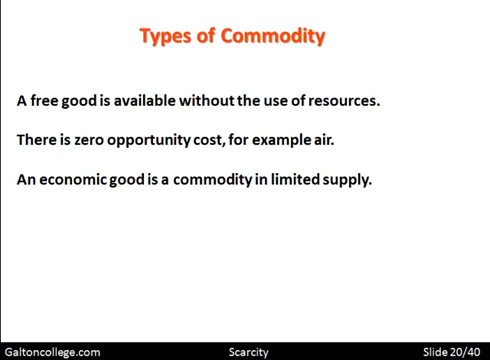 Types of Commodity
A free good is available without the use of resources.
There is zero opportunity cost, for example air.
An economic good is a commodity in limited supply.
Galtoncollege.com
Scarcity
Slide 20/40